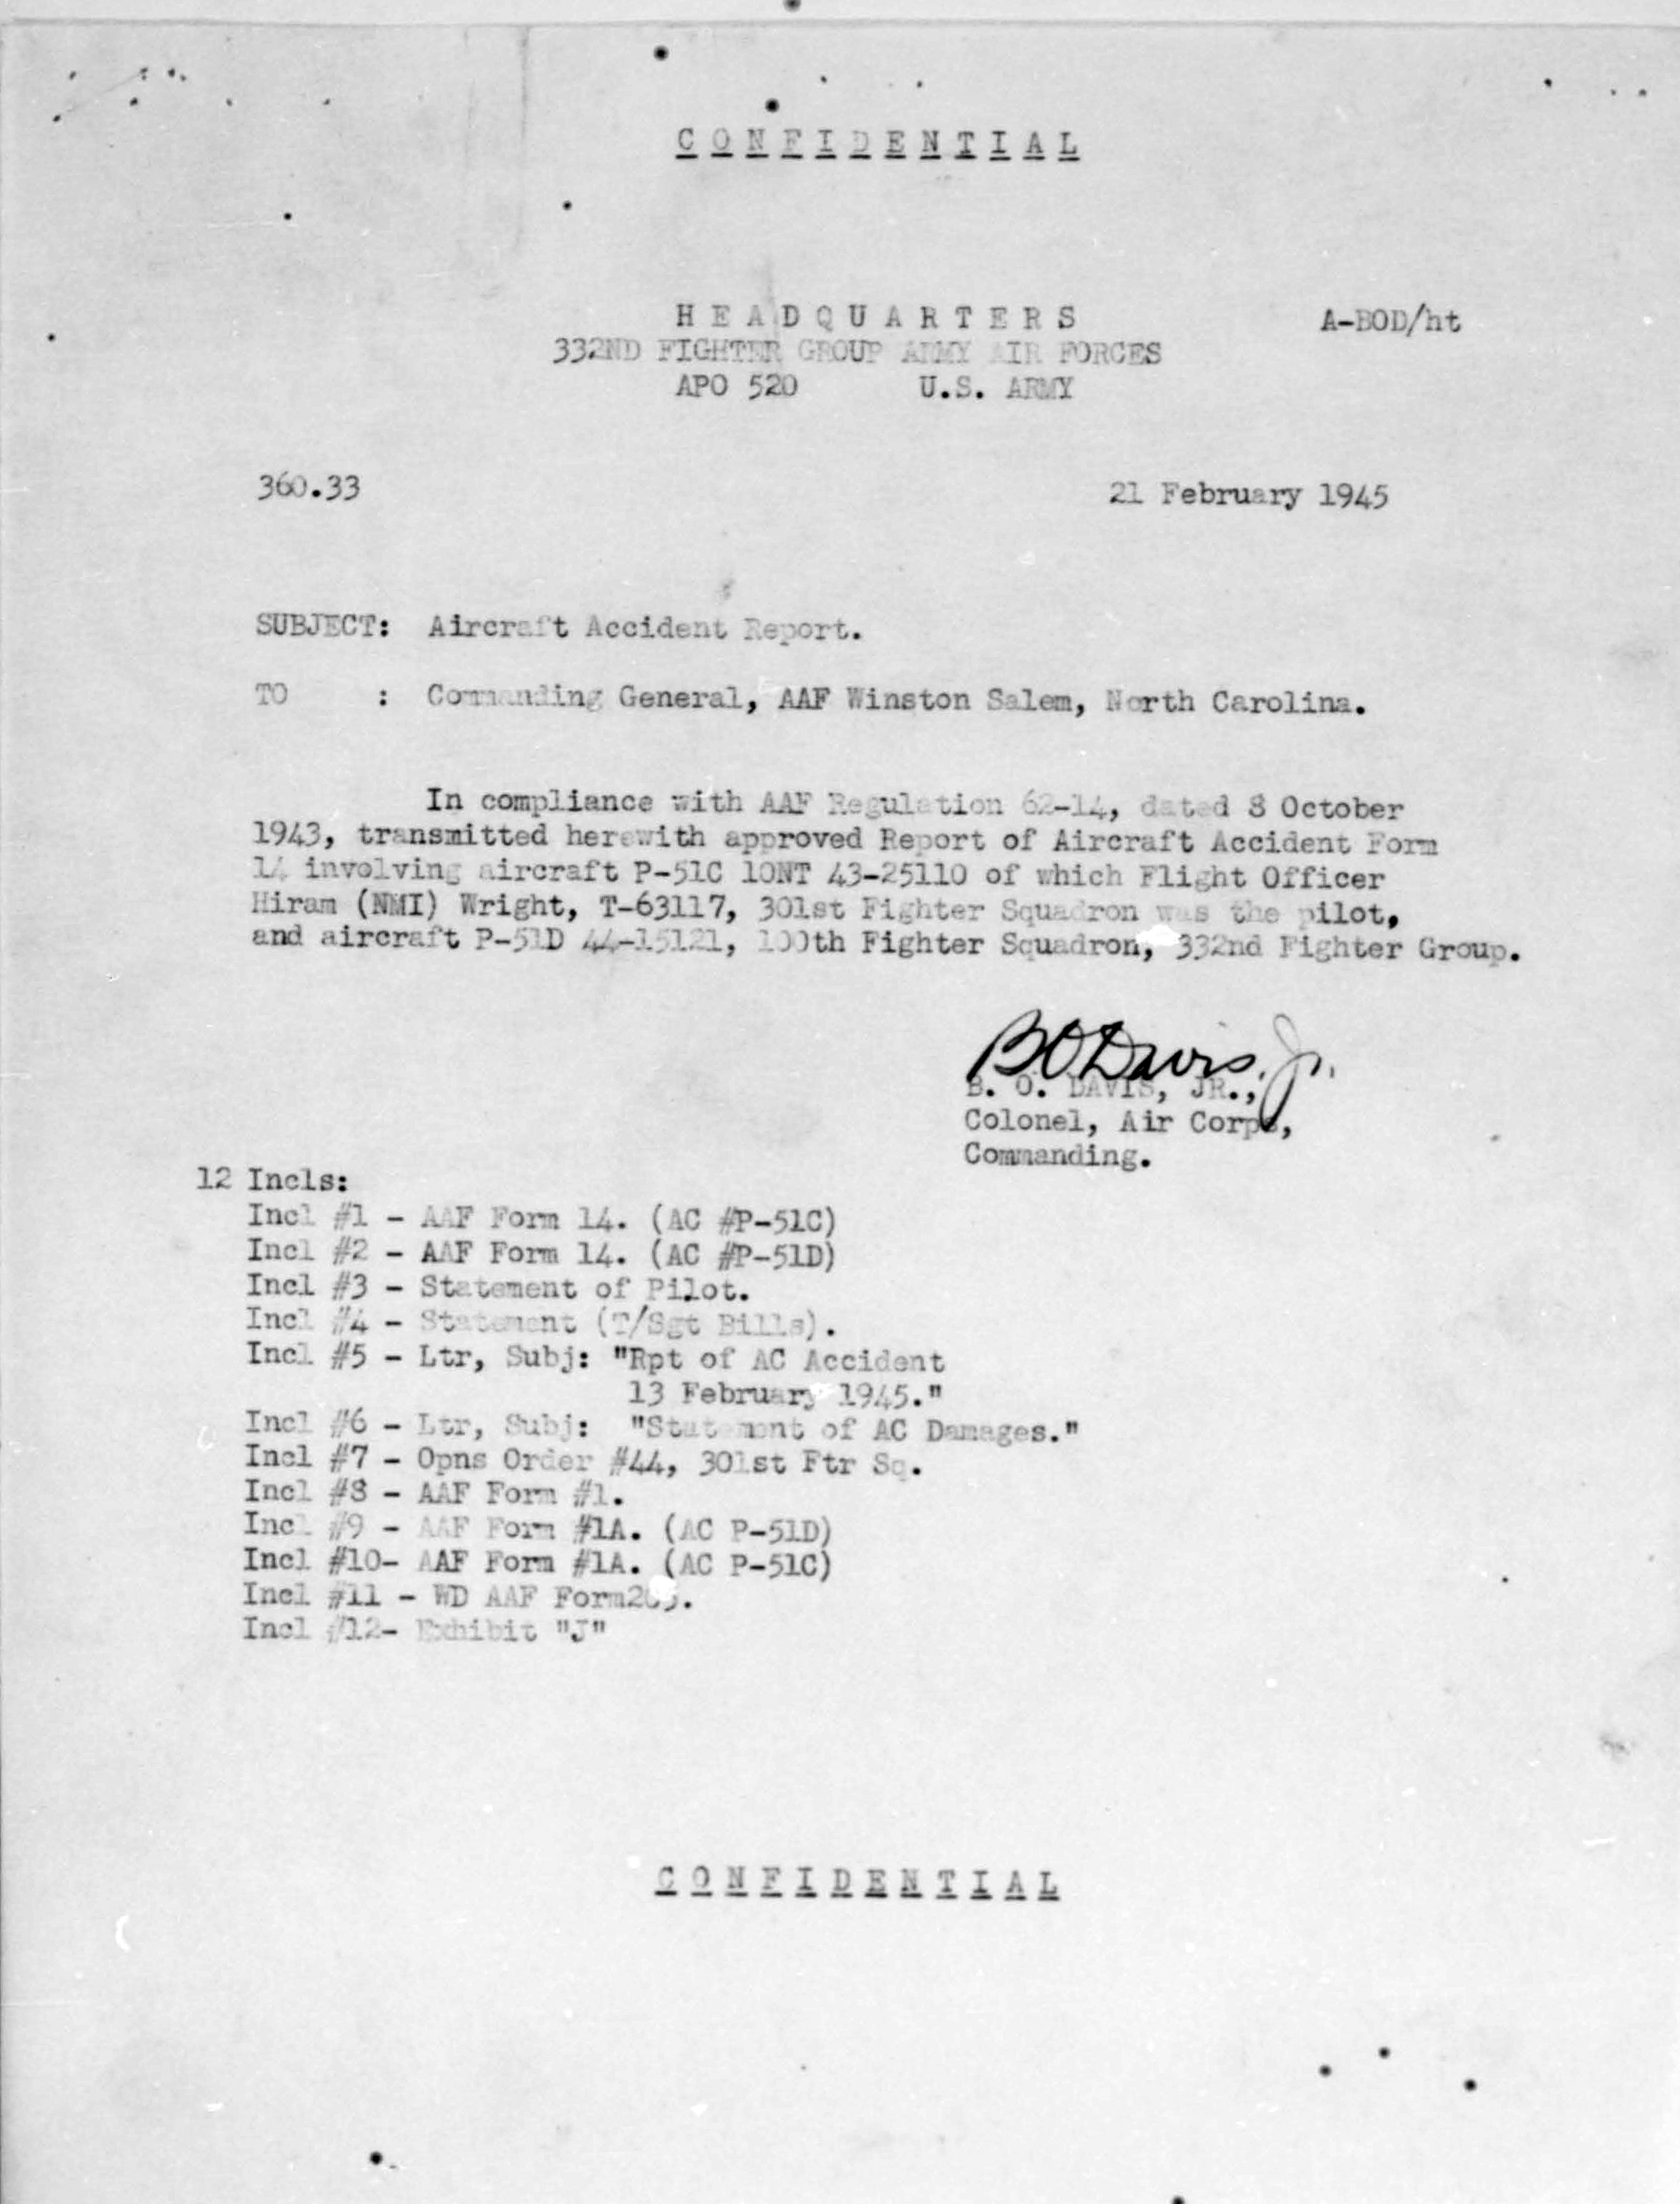 C O N F I D E N T I A L
H E A D Q U A R T E R S
A-BOD/ht
332ND FIGHTER GROUP ARMY AIR FORCES
APO 520 U.S. ARMY
360.33
21 February 1945
SUBJECT: Aircraft Accident Report.
TO : Commanding General, AAF Winston Salem, North Carolina.
In compliance with AAF Regulation 62-14, dated 8 October
1943, transmitted herewith approved Report of Aircraft Accident Form
14 involving aircraft P-51C 10NT 43-25110 of which Flight Officer
Hiram (NMI) Wright, T-63117, 301st Fighter Squadron was the pilot,
and aircraft P-51D 44-15121, 100th Fighter Squadron, 332nd Fighter Group.
B O Davis, Jr.
B. O. DAVIS, JR.,
Colonel, Air Corps,
Commanding.
12 Incls:
Incl #1 - AAF Form 14. (AC #P-51C)
Incl #2 - AAF Form 14. (AC #P-51D)
Incl #3 - Statement of Pilot.
Incl #4 - Statement (T/Sgt Bills).
Incl #5 - Ltr, Subj: "Rpt of AC Accident
13 February 1945."
Incl #6 - Ltr, Subj: "Statement of AC Damages."
Incl #7 - Opns Order #44, 301st Ftr Sq.
Incl #8 - AAF Form #1.
Incl #9 - AAF Form #1A. (AC P-51D)
Incl #10- AAF Form #1A. (AC P-51C)
Incl #11 - WD AAF
Incl #12- Exhibit "J"
C O N F I D E N T I A L